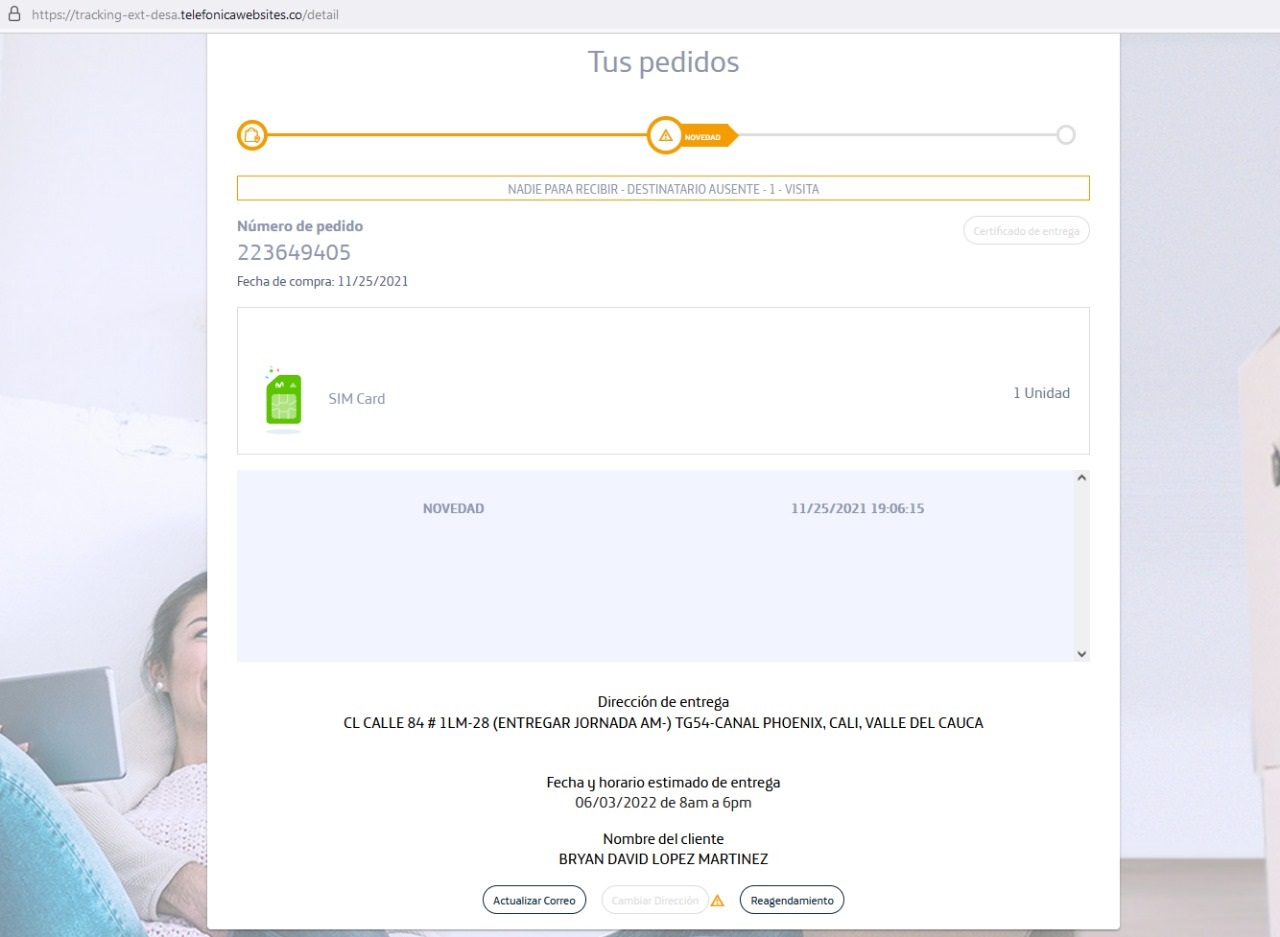 https://tracking-ext-desa.telefonicawebsites.co/detail
Tus pedidos
NOVEDAD
NADIE PARA RECIBIR - DESTINATARIO AUSENTE - 1 - VISITA
Número de pedido
Certificado de entrega
223649405
Fecha de compra: 11/25/2021
SIM Card
1 Unidad
NOVEDAD 11/25/2021 19:06:15
Dirección de entrega
CL CALLE 84 # 1LM-28 (ENTREGAR JORNADA AM-) TG54-CANAL PHOENIX, CALI, VALLE DEL CAUCA
Fecha y horario estimado de entrega
06/03/2022 de 8am a 6pm
Nombre del cliente
BRYAN DAVID LOPEZ MARTINEZ
Actualizar Correo Cambiar Dirección Reagendamiento